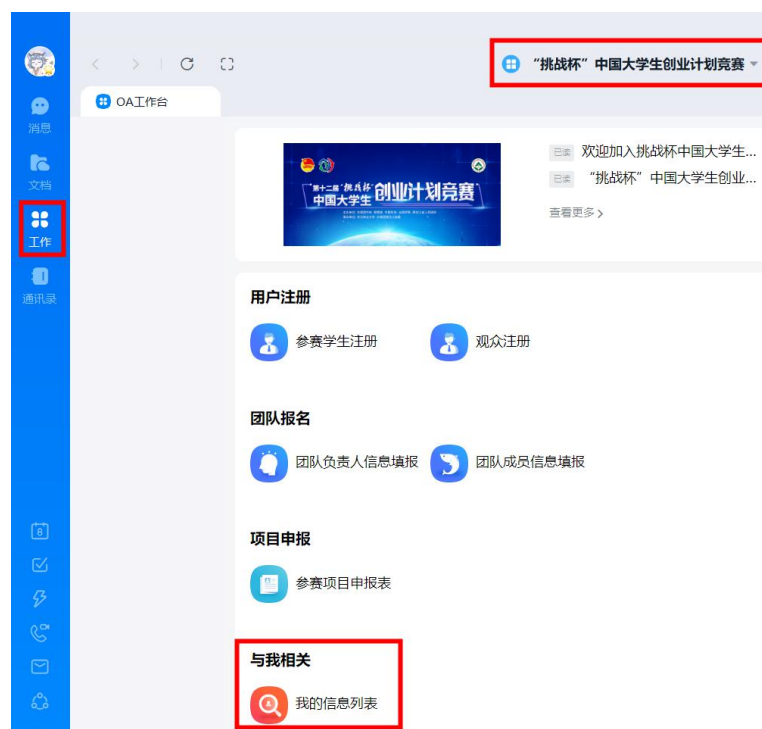 “挑战杯”中国大学生创业计划竞赛
OA工作台
消息
文档
工作
通讯录
已读 欢迎加入挑战杯中国大学生...
已读 “挑战杯”中国大学生创业...
查看更多
第十二届“挑战杯”
中国大学生创业计划竞赛
用户注册
参赛学生注册 观众注册
团队报名
团队负责人信息填报 团队成员信息填报
项目申报
参赛项目申报表
与我相关
我的信息列表